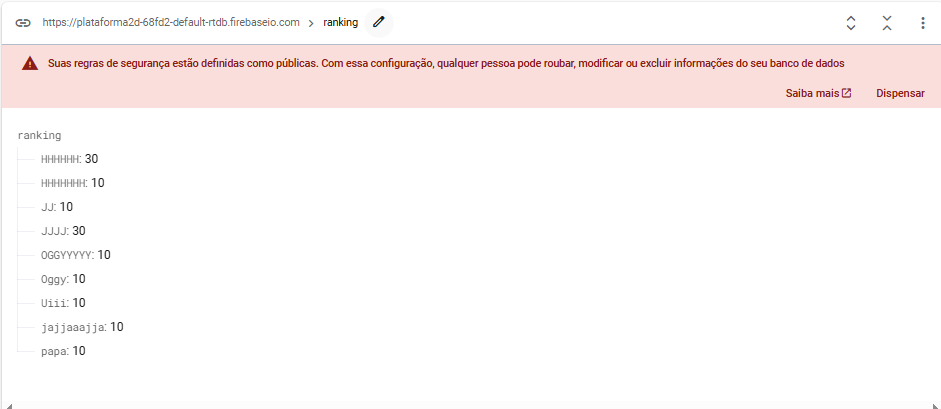 https://plataforma2d-68fd2-default-rtdb.firebaseio.com > ranking
Suas regras de segurança estão definidas como públicas. Com essa configuração, qualquer pessoa pode roubar, modificar ou excluir informações do seu banco de dados
Saiba mais Dispensar
ranking
HHHHHH: 30
HHHHHHH: 10
JJ: 10
JJJJ: 30
OGGYYYYY: 10
Oggy: 10
Uiii: 10
jajjaaajja: 10
papa: 10